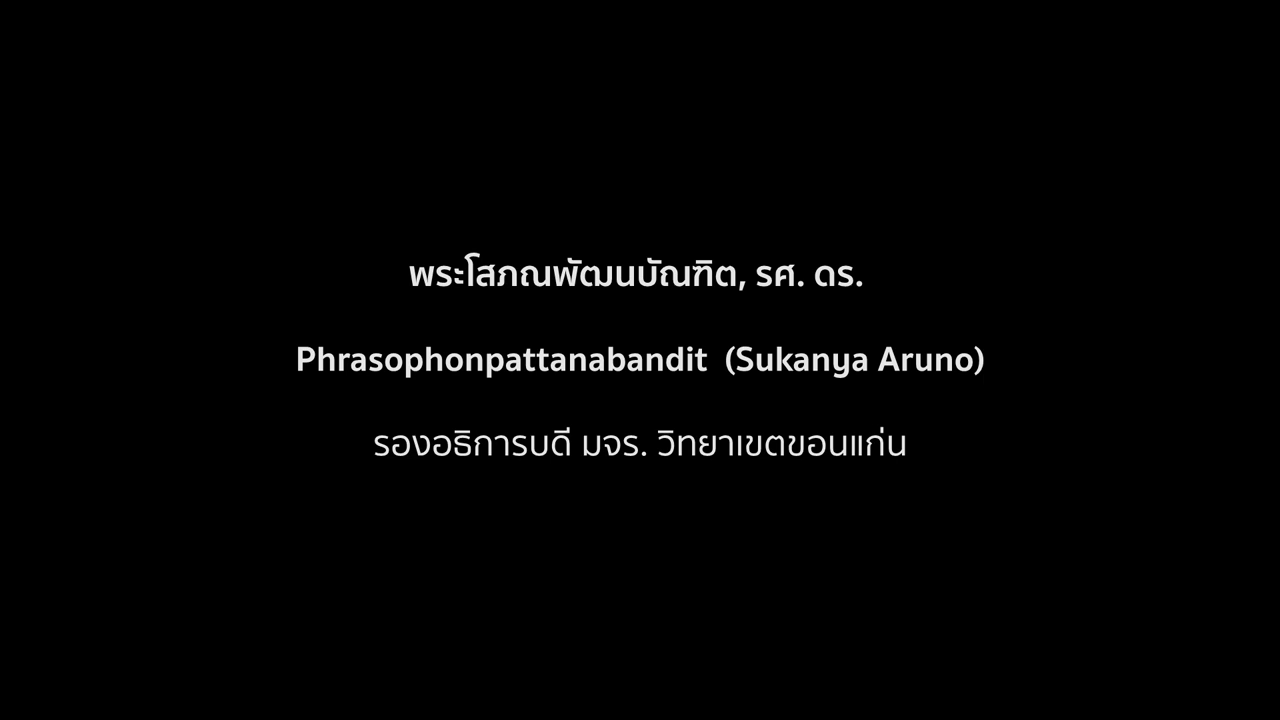 พระโสภณพัฒนบัณฑิต, รศ. ดร.
Phrasophonpattanabandit (Sukanya Aruno)
รองอธิการบดี มจร. วิทยาเขตขอนแก่น